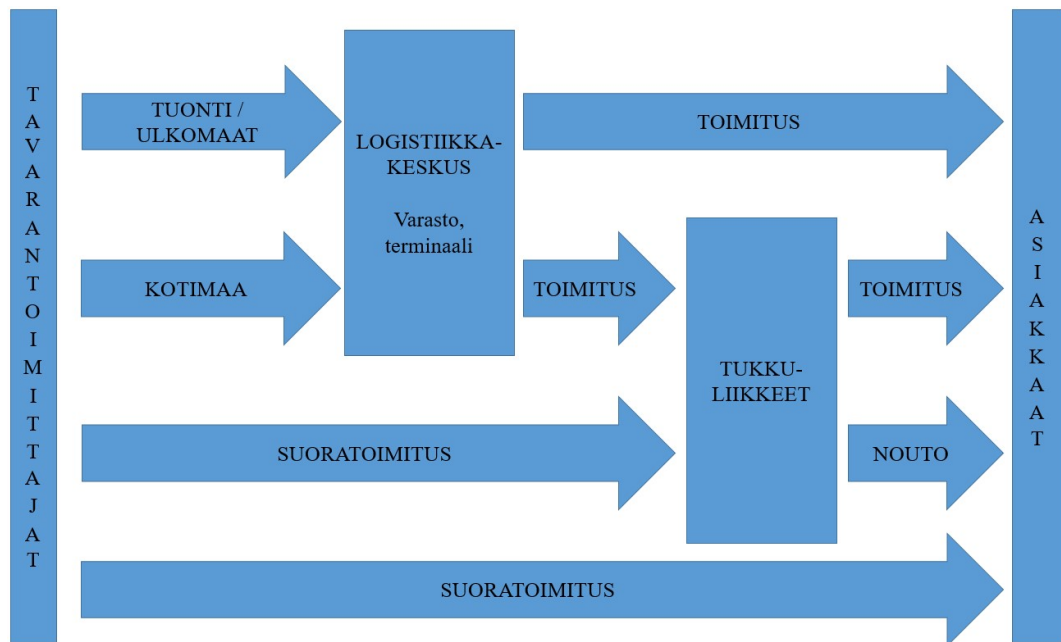 TAVARANTOIMITTAJAT
TUONTI /
ULKOMAAT
LOGISTIIKKA-
KESKUS
Varasto,
terminaali
TOIMITUS
KOTIMAA
TOIMITUS
TUKKU-
LIIKKEET
TOIMITUS
SUORATOIMITUS
NOUTO
SUORATOIMITUS
ASIAKKAAT